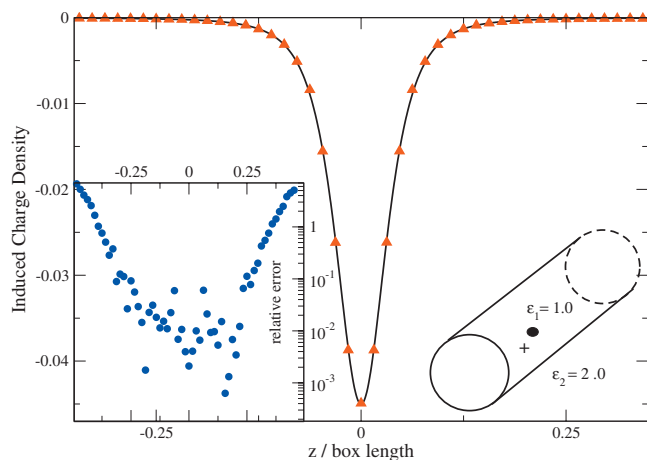 0
-0.01
-0.02
-0.03
-0.04
Induced Charge Density
-0.25 0 0.25
z / box length
-0.25 0 0.25
1
10^-1
10^-2
10^-3
relative error
ε₁=1.0
+
ε₂=2.0